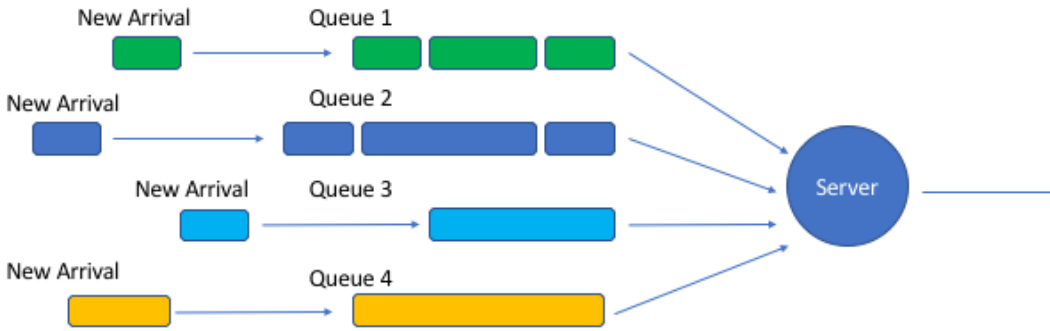 New Arrival
Queue 1
New Arrival
Queue 2
New Arrival
Queue 3
Server
New Arrival
Queue 4